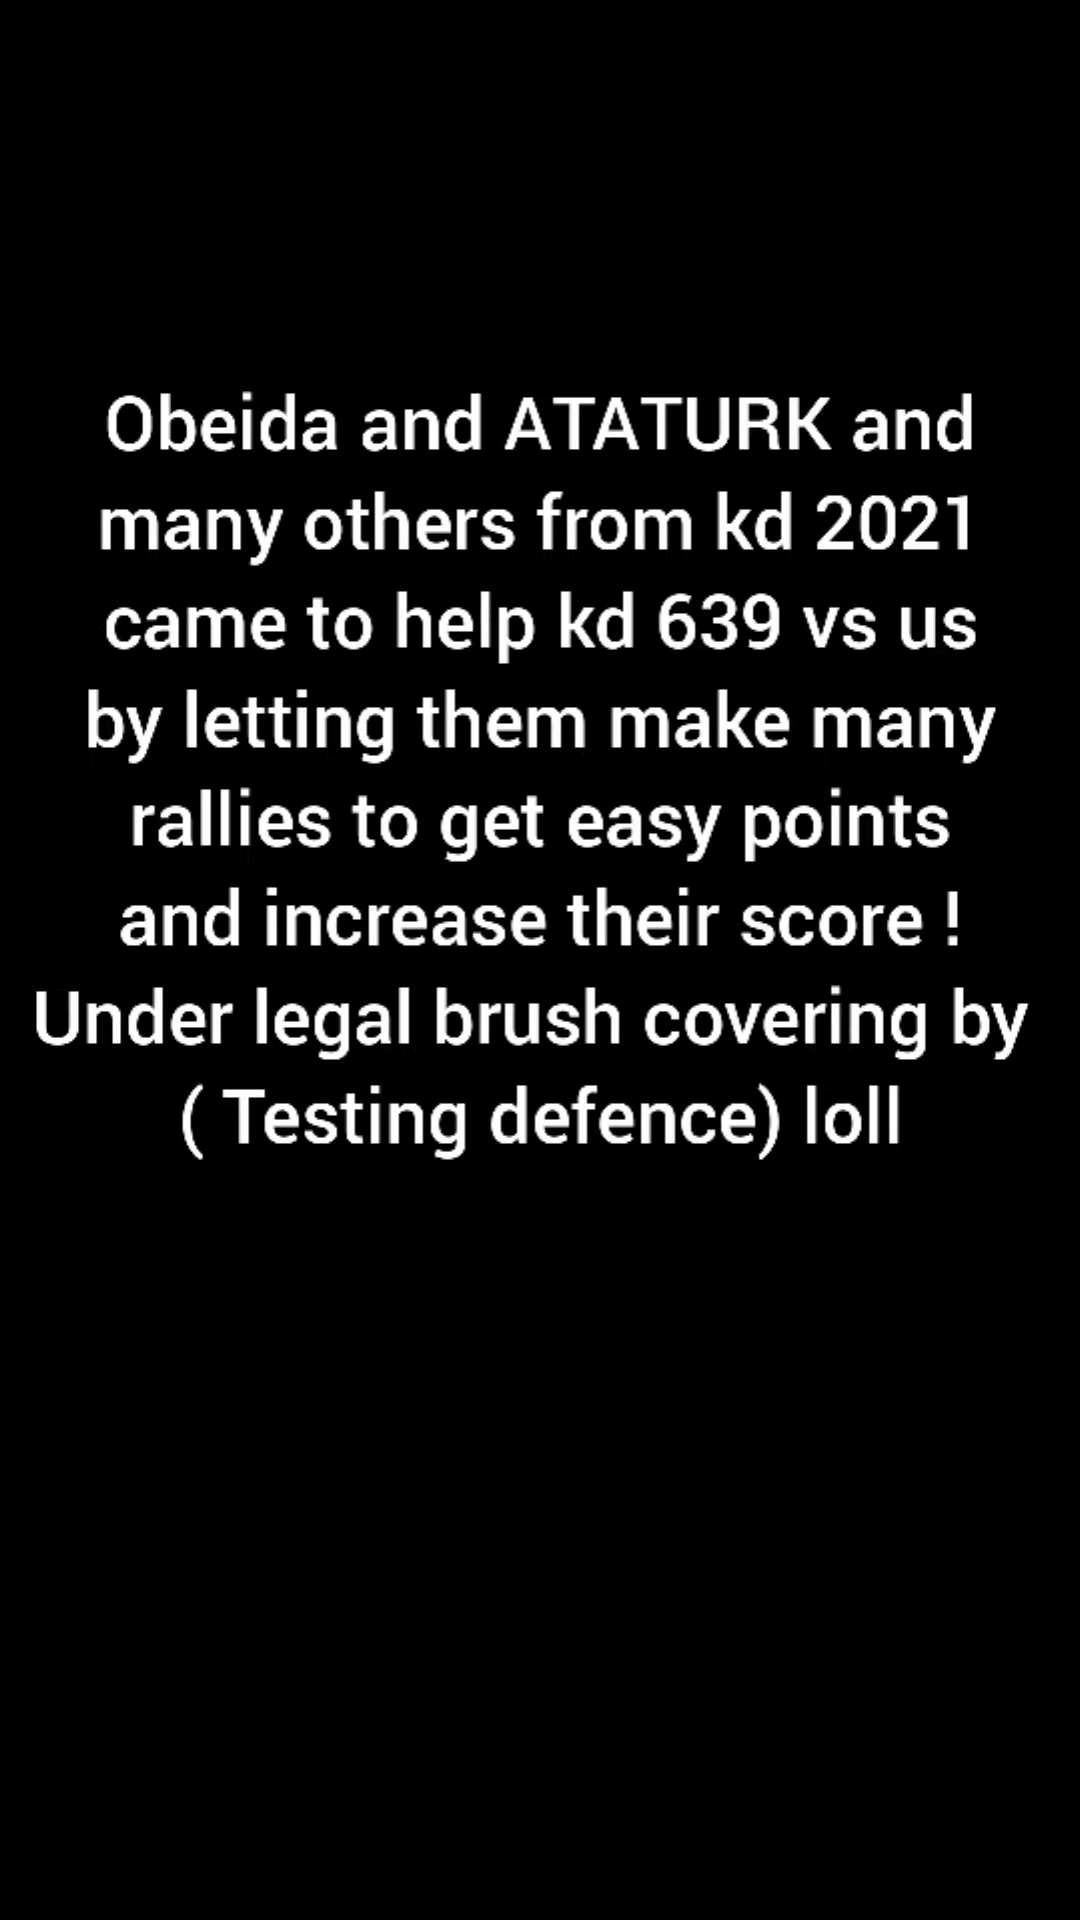 Obeida and ATATURK and
many others from kd 2021
came to help kd 639 vs us
by letting them make many
rallies to get easy points
and increase their score !
Under legal brush covering by
( Testing defence) loll